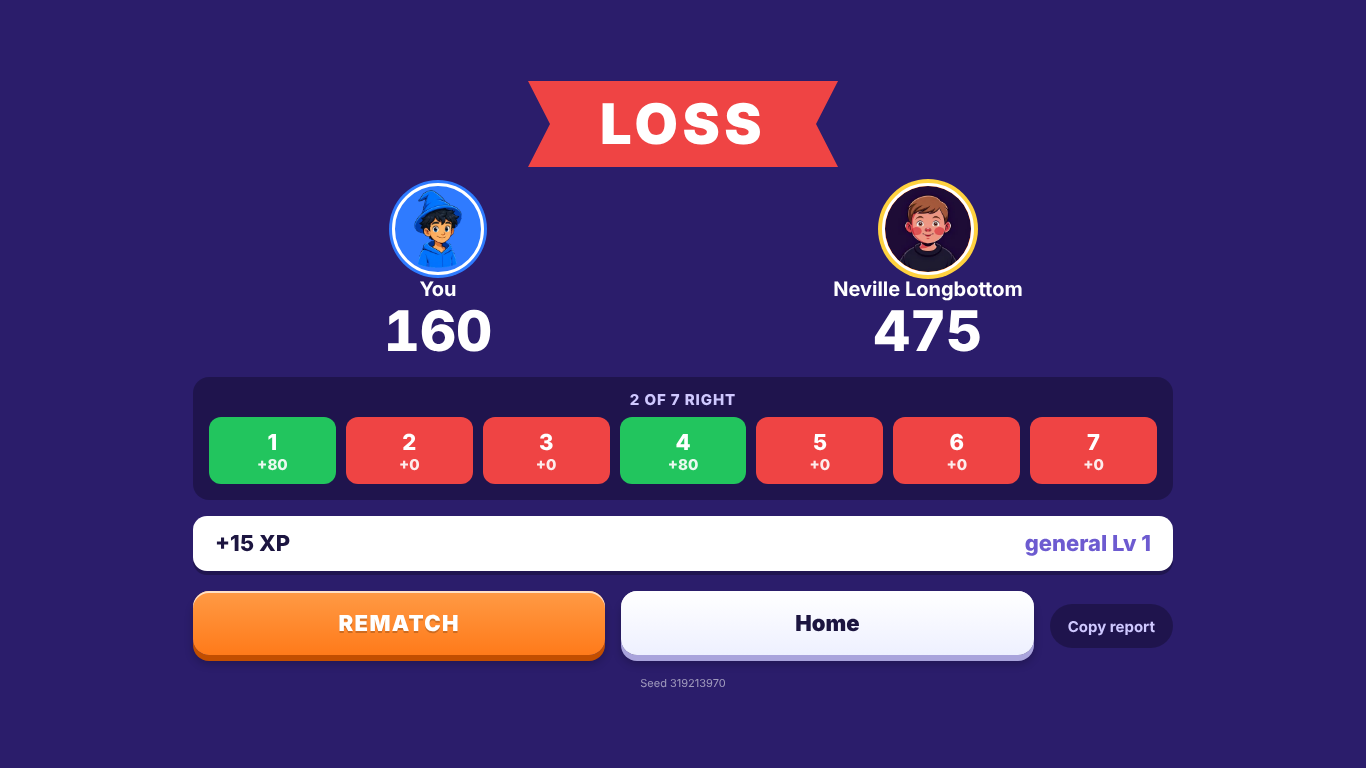 LOSS
You
160
Neville Longbottom
475
2 OF 7 RIGHT
1
+80
2
+0
3
+0
4
+80
5
+0
6
+0
7
+0
+15 XP
general Lv 1
REMATCH
Home
Copy report
Seed 319213970